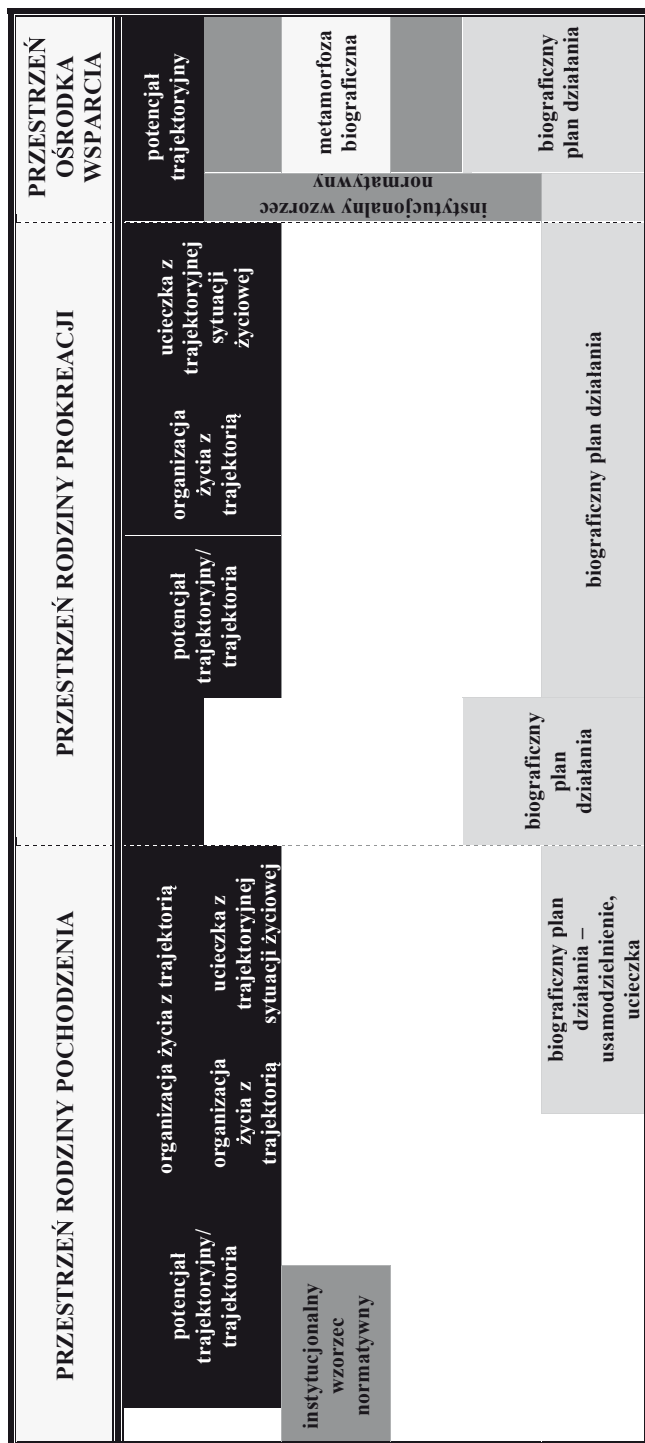 PRZESTRZEŃ RODZINY POCHODZENIA
PRZESTRZEŃ RODZINY PROKREACJI
PRZESTRZEŃ
OŚRODKA
WSPARCIA
potencjał
trajektoryjny/
trajektoria
organizacja życia z trajektorią
organizacja
życia z
trajektorią
ucieczka z
trajektoryjnej
sytuacji życiowej
potencjał
trajektoryjny/
trajektoria
organizacja
życia z
trajektorią
ucieczka z
trajektoryjnej
sytuacji
życiowej
potencjał
trajektoryjny
instytucjonalny
wzorzec
normatywny
instytucjonalny wzorzec
normatywny
metamorfoza
biograficzna
biograficzny plan
działania –
usamodzielnienie,
ucieczka
biograficzny
plan
działania
biograficzny plan działania
biograficzny
plan działania